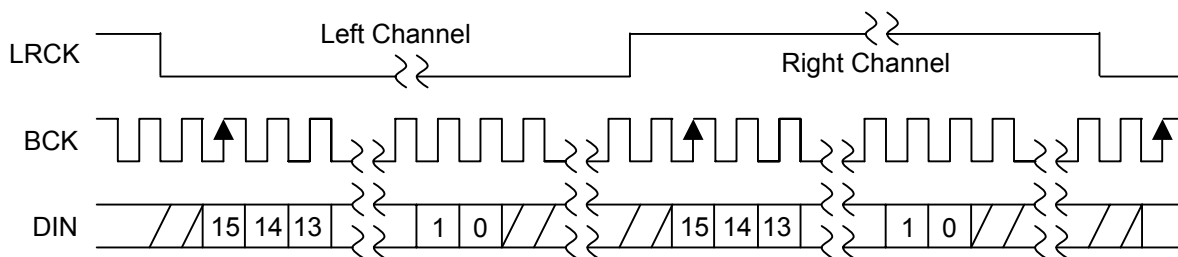 LRCK Left Channel Right Channel
BCK
DIN 15 14 13 1 0 15 14 13 1 0